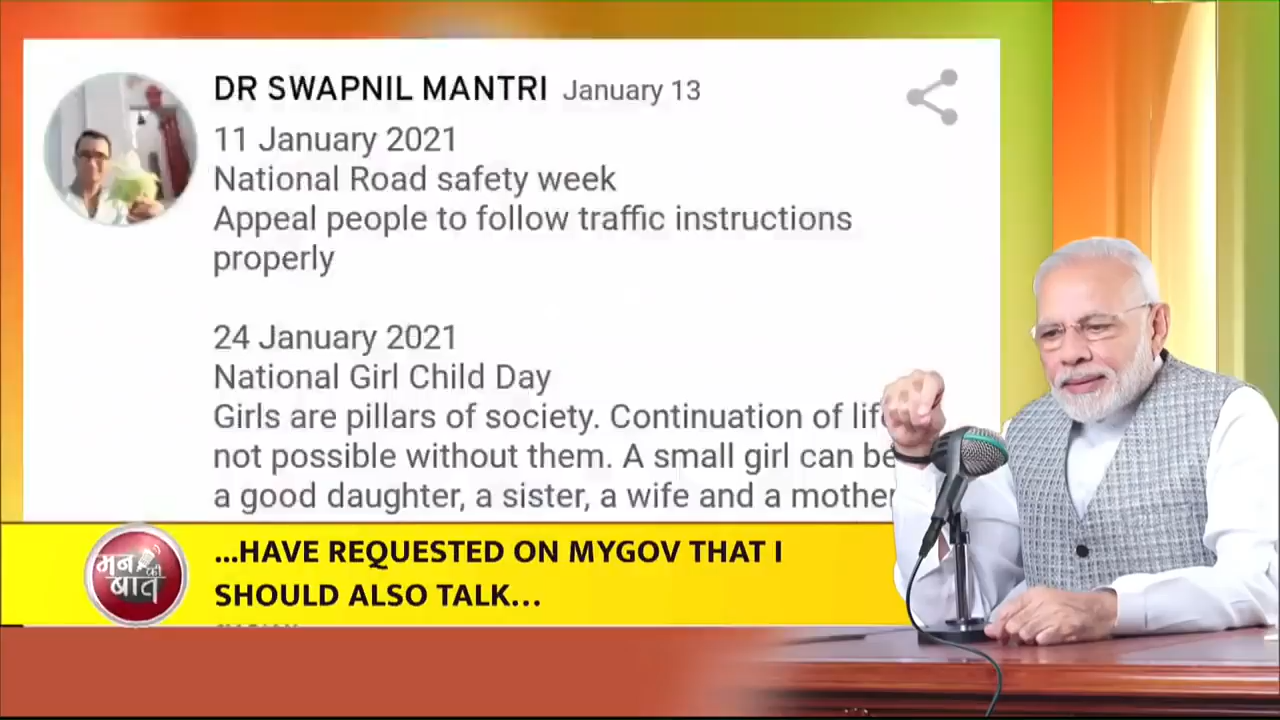 DR SWAPNIL MANTRI January 13
11 January 2021
National Road safety week
Appeal people to follow traffic instructions
properly
24 January 2021
National Girl Child Day
Girls are pillars of society. Continuation of life
not possible without them. A small girl can be
a good daughter, a sister, a wife and a mother
मन की बात
...HAVE REQUESTED ON MYGOV THAT I
SHOULD ALSO TALK...